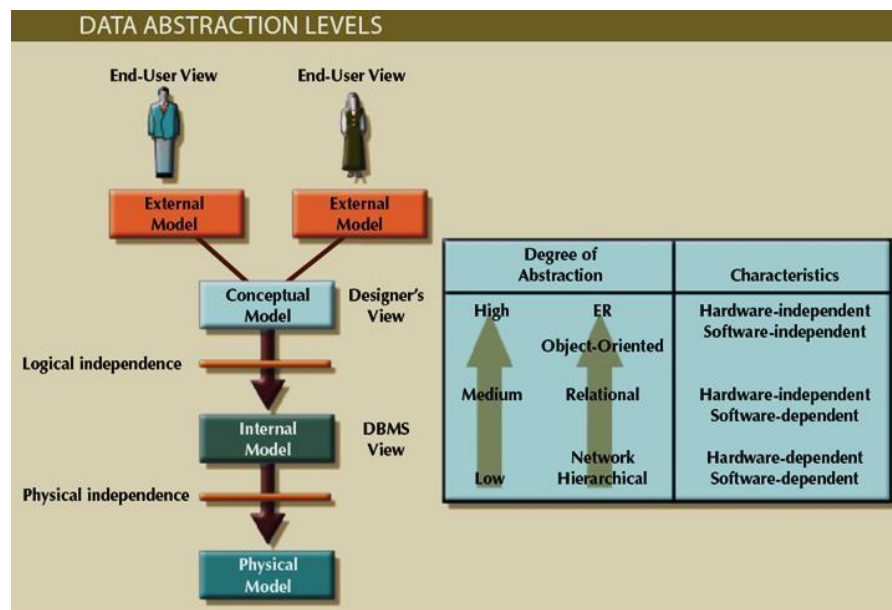 DATA ABSTRACTION LEVELS
End-User View
End-User View
External
Model
External
Model
Conceptual
Model
Designer's
View
Logical independence
Internal
Model
DBMS
View
Physical independence
Physical
Model
Degree of
Abstraction
Characteristics
High
ER
Hardware-independent
Software-independent
Object-Oriented
Medium
Relational
Hardware-independent
Software-dependent
Low
Network
Hierarchical
Hardware-dependent
Software-dependent